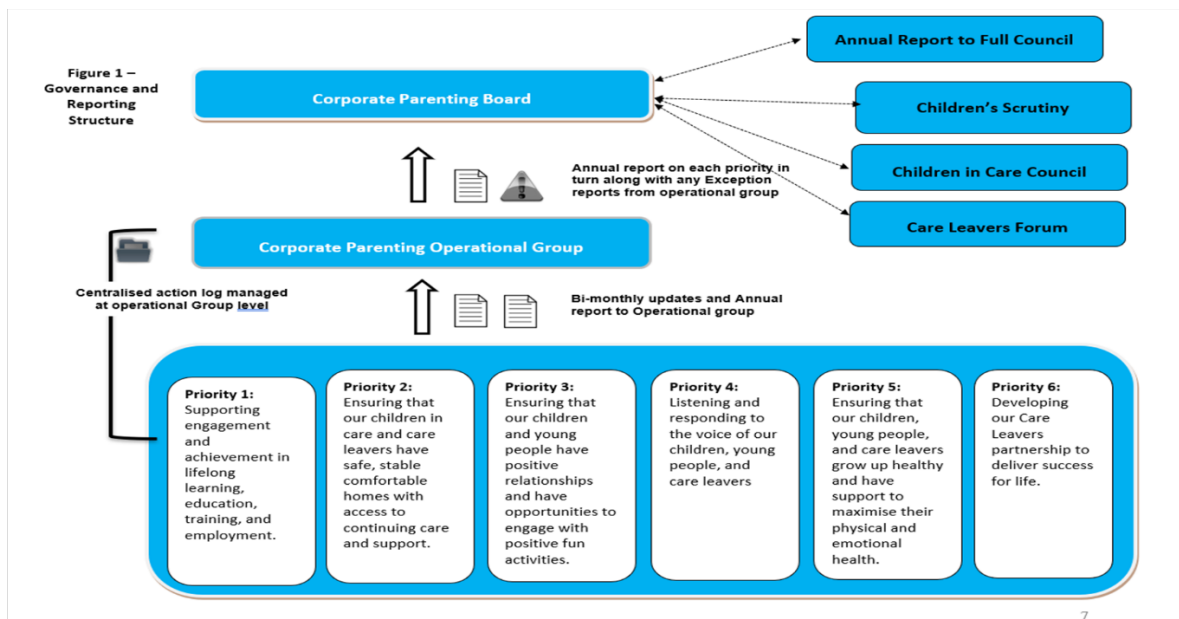 Figure 1 –
Governance and
Reporting
Structure
Corporate Parenting Board
Annual Report to Full Council
Children's Scrutiny
Children in Care Council
Care Leavers Forum
Annual report on each priority in
turn along with any Exception
reports from operational group
Corporate Parenting Operational Group
Centralised action log managed
at operational Group level
Bi-monthly updates and Annual
report to Operational group
Priority 1:
Supporting
engagement
and
achievement in
lifelong
learning,
education,
training, and
employment.
Priority 2:
Ensuring that
our children in
care and care
leavers have
safe, stable
comfortable
homes with
access to
continuing care
and support.
Priority 3:
Ensuring that
our children
and young
people have
positive
relationships
and have
opportunities to
engage with
positive fun
activities.
Priority 4:
Listening and
responding to
the voice of our
children, young
people, and
care leavers
Priority 5:
Ensuring that
our children,
young people,
and care leavers
grow up healthy
and have
support to
maximise their
physical and
emotional
health.
Priority 6:
Developing
our Care
Leavers
partnership to
deliver success
for life.
7